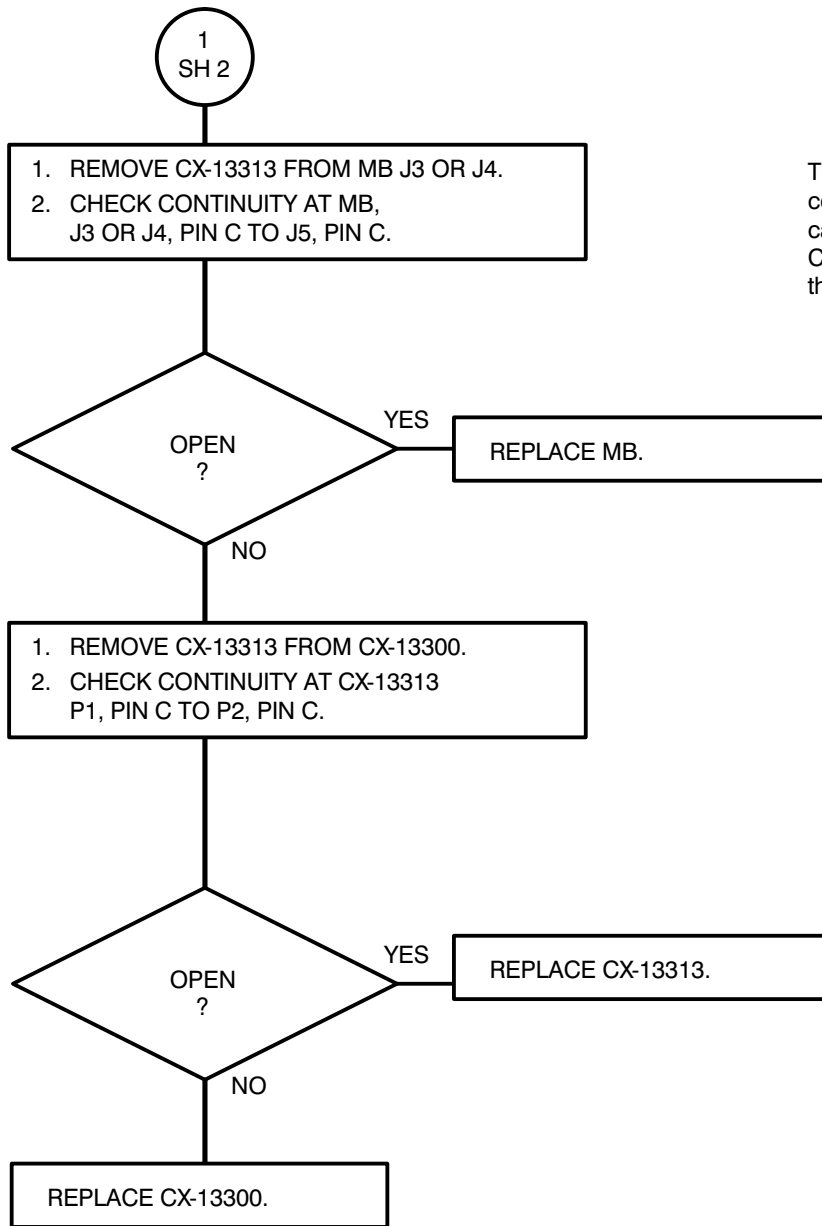 1
SH 2
1. REMOVE CX-13313 FROM MB J3 OR J4.
2. CHECK CONTINUITY AT MB,
J3 OR J4, PIN C TO J5, PIN C.
OPEN
?
YES
REPLACE MB.
NO
1. REMOVE CX-13313 FROM CX-13300.
2. CHECK CONTINUITY AT CX-13313
P1, PIN C TO P2, PIN C.
OPEN
?
YES
REPLACE CX-13313.
NO
REPLACE CX-13300.